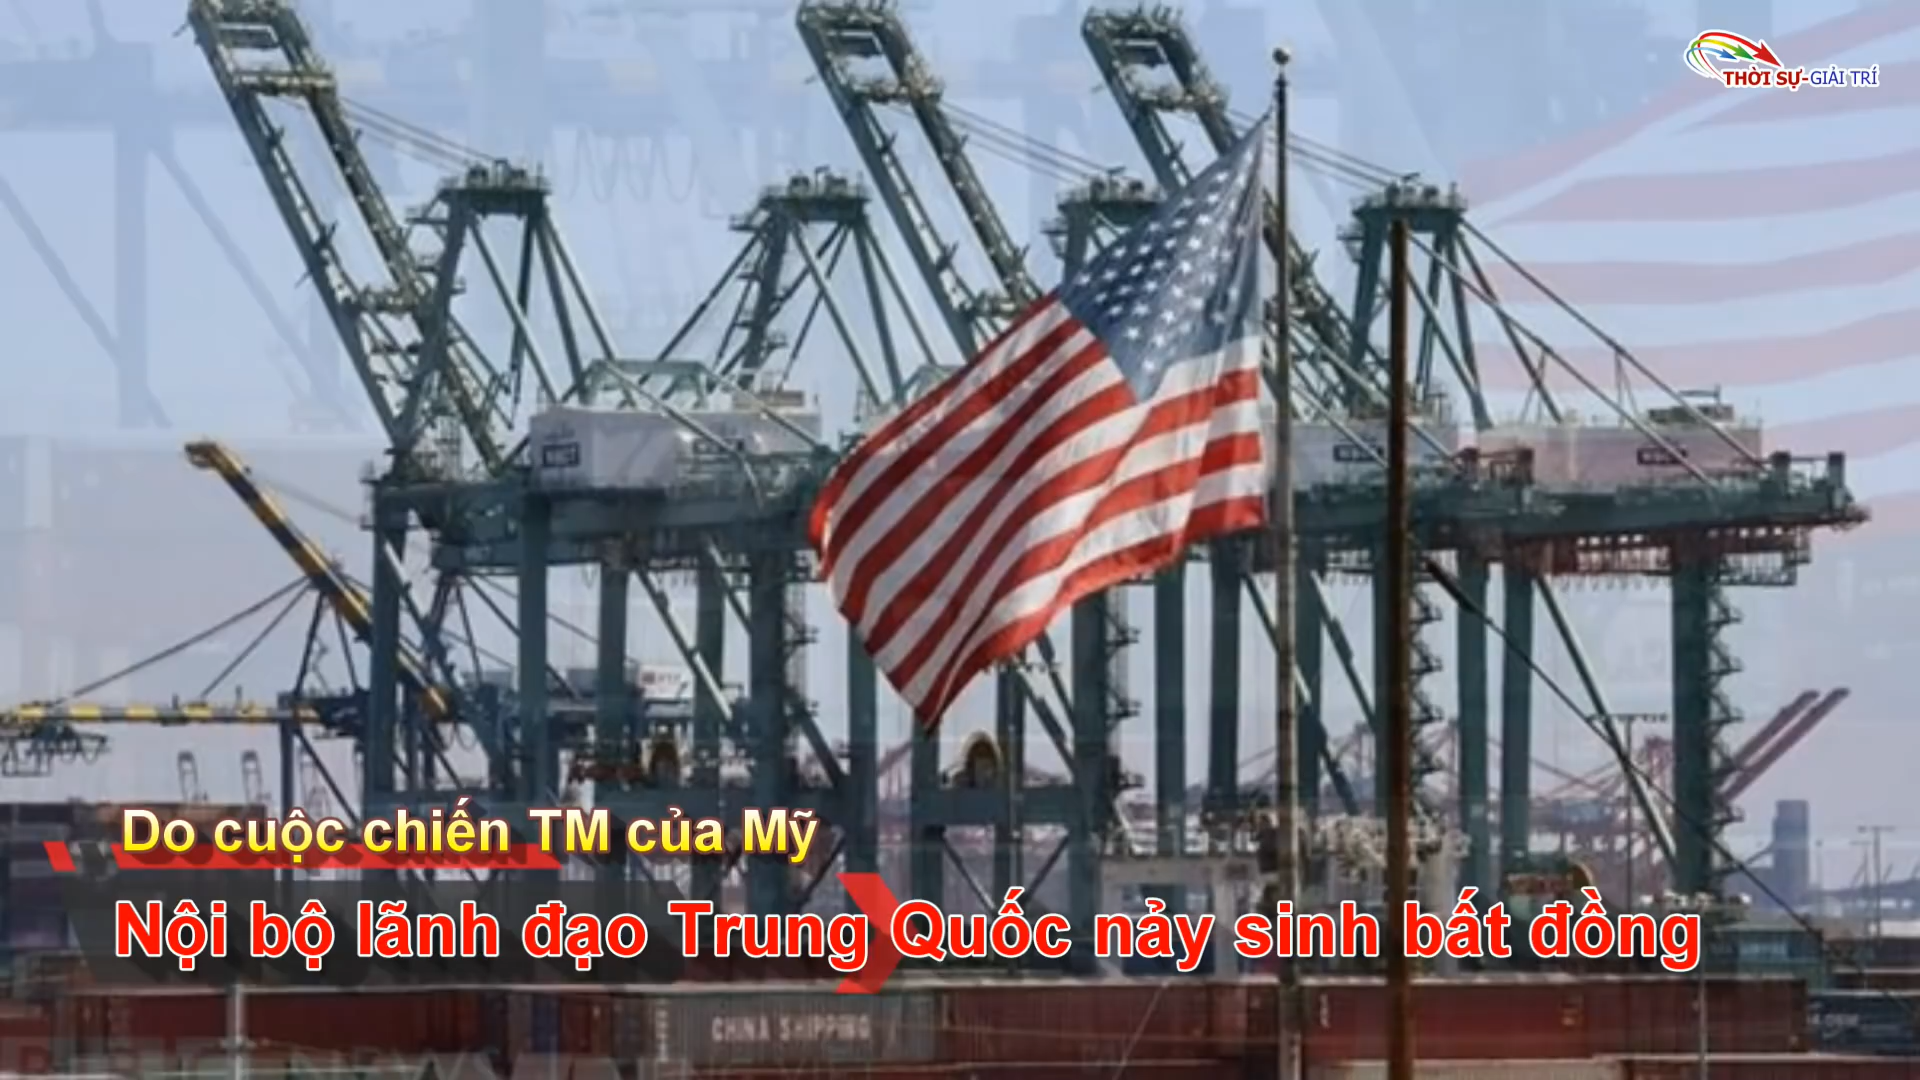 THỜI SỰ-GIẢI TRÍ
Do cuộc chiến TM của Mỹ
Nội bộ lãnh đạo Trung Quốc nảy sinh bất đồng
CHINA SHIPPING